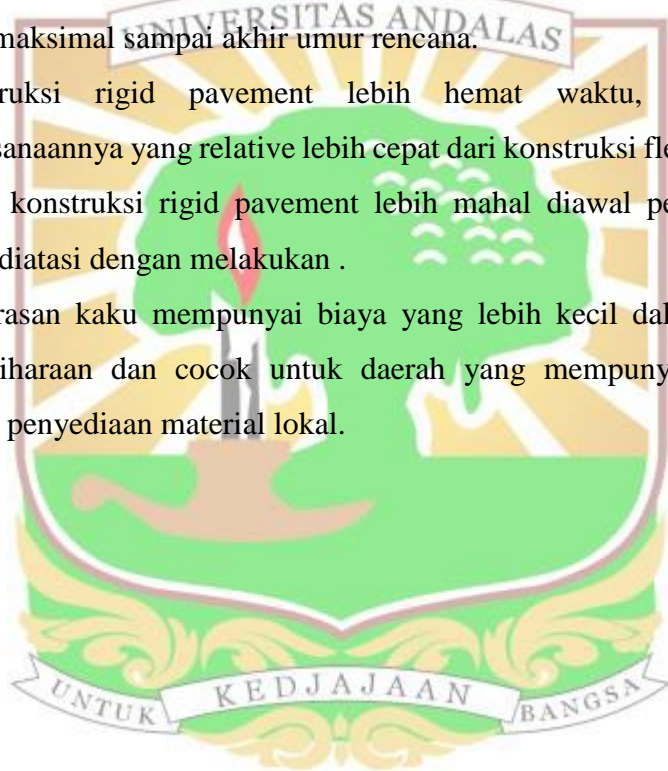 UNIVERSITAS ANDALAS
maksimal sampai akhir umur rencana.
ruksi rigid pavement lebih hemat waktu,
sanaannya yang relative lebih cepat dari konstruksi fle
konstruksi rigid pavement lebih mahal diawal pe
diatasi dengan melakukan .
rasan kaku mempunyai biaya yang lebih kecil dal
iharaan dan cocok untuk daerah yang mempuny
penyediaan material lokal.
UNTUK KEDJAJAAN BANGSA